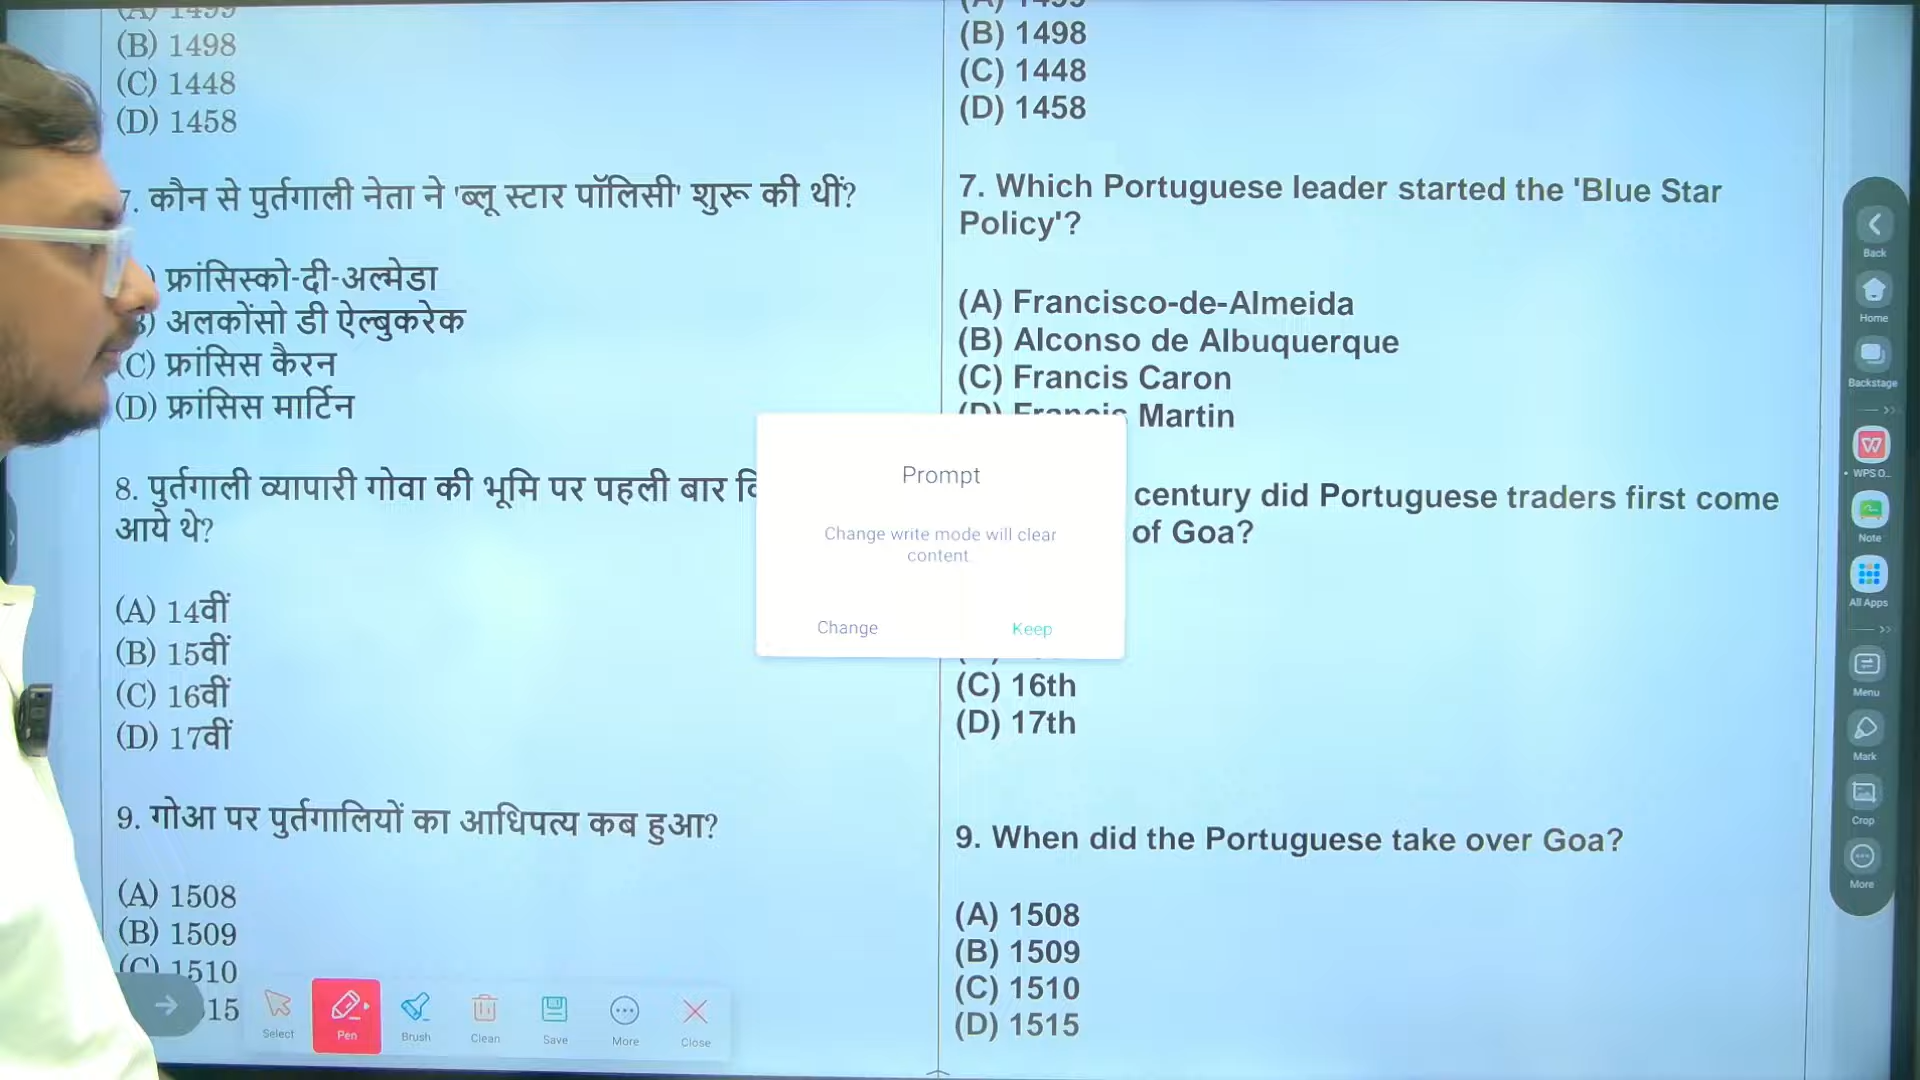 (A) 1499
(B) 1498
(C) 1448
(D) 1458
7. कौन से पुर्तगाली नेता ने 'ब्लू स्टार पॉलिसी' शुरू की थीं?
) फ्रांसिस्को-दी-अल्मेडा
B) अलकोंसो डी ऐल्बुकरेक
(C) फ्रांसिस कैरन
(D) फ्रांसिस मार्टिन
8. पुर्तगाली व्यापारी गोवा की भूमि पर पहली बार
आये थे?
(A) 14वीं
(B) 15वीं
(C) 16वीं
(D) 17वीं
9. गोआ पर पुर्तगालियों का आधिपत्य कब हुआ?
(A) 1508
(B) 1509
(C) 1510
15
(A) 1499
(B) 1498
(C) 1448
(D) 1458
7. Which Portuguese leader started the 'Blue Star
Policy'?
(A) Francisco-de-Almeida
(B) Alconso de Albuquerque
(C) Francis Caron
(D) Francis Martin
century did Portuguese traders first come
of Goa?
(C) 16th
(D) 17th
9. When did the Portuguese take over Goa?
(A) 1508
(B) 1509
(C) 1510
(D) 1515
Prompt
Change write mode will clear
content.
Change
Keep
Select
Pen
Brush
Clean
Save
More
Close
Back
Home
Backstage
WPS O...
Note
All Apps
Menu
Mark
Crop
More